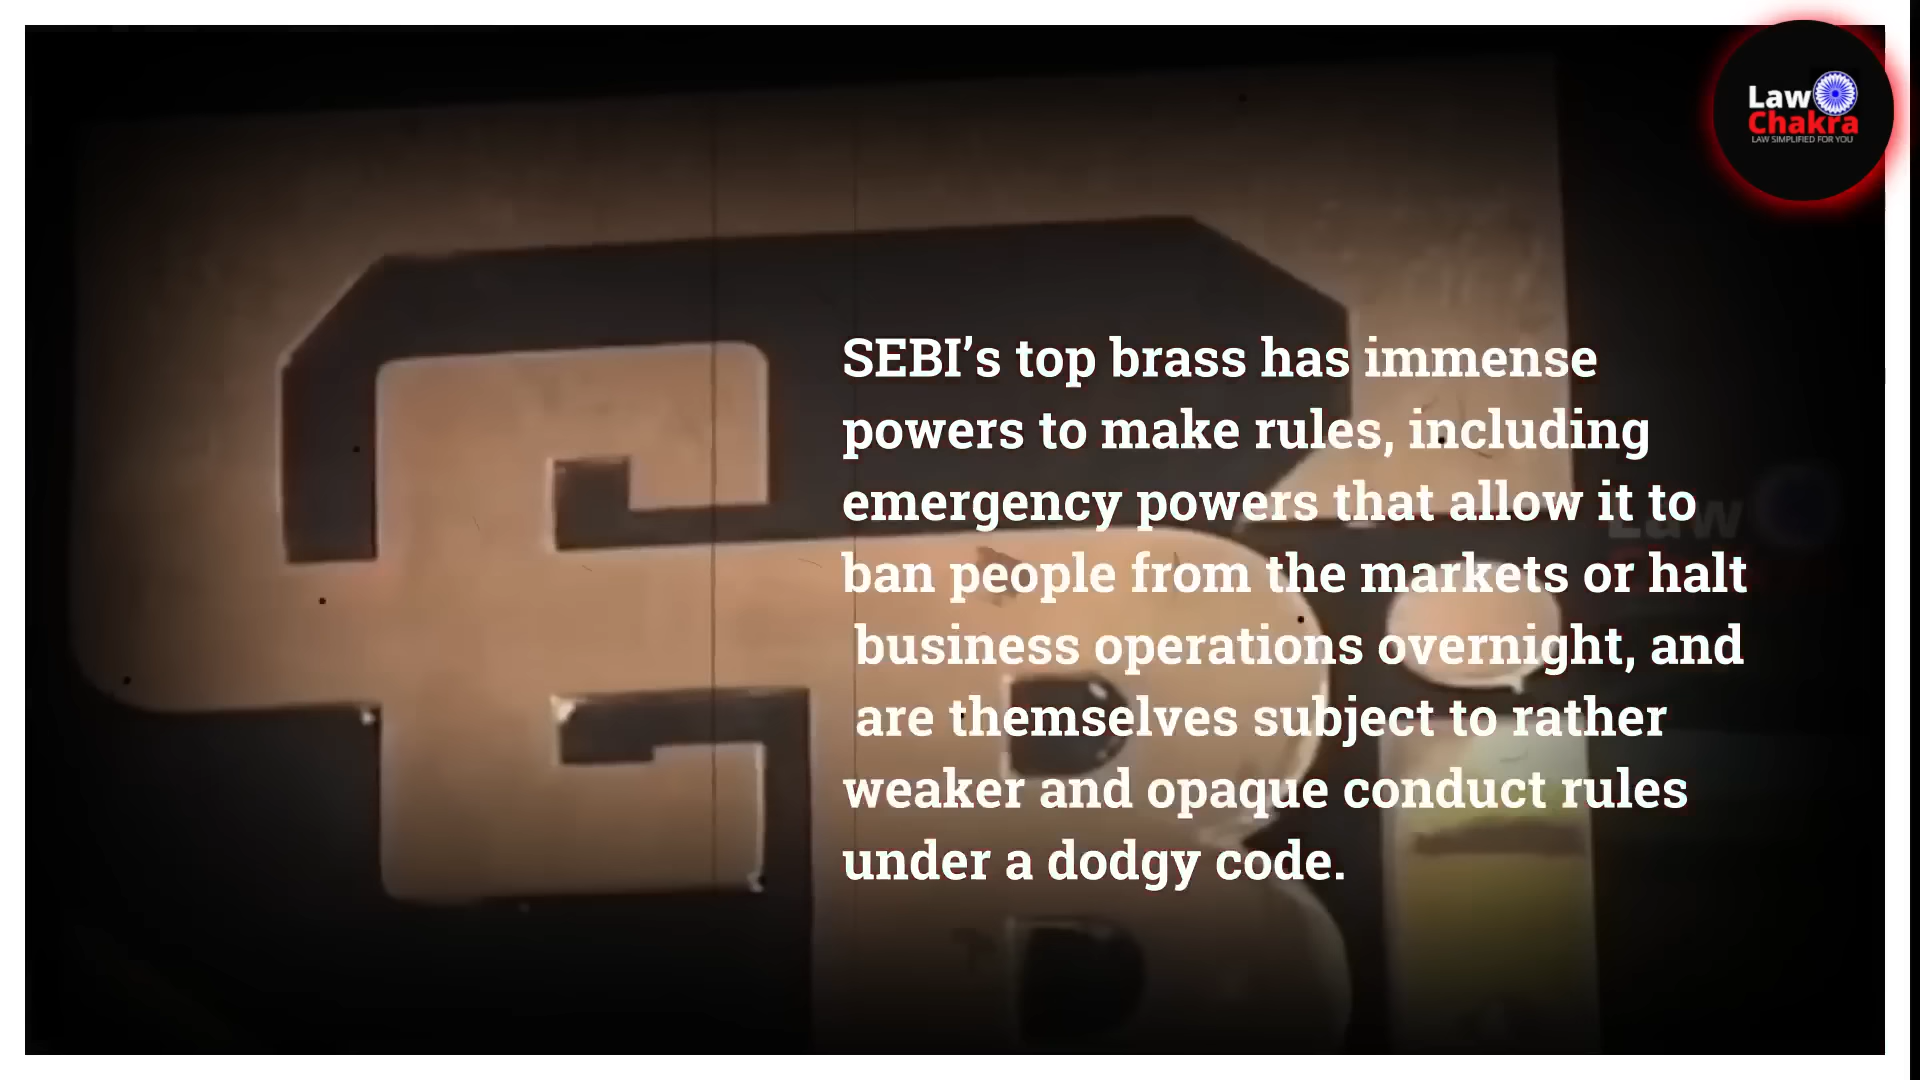 Law
Chakra
LAW SIMPLIFIED FOR YOU
SEBI’s top brass has immense
powers to make rules, including
emergency powers that allow it to
ban people from the markets or halt
business operations overnight, and
are themselves subject to rather
weaker and opaque conduct rules
under a dodgy code.
Law